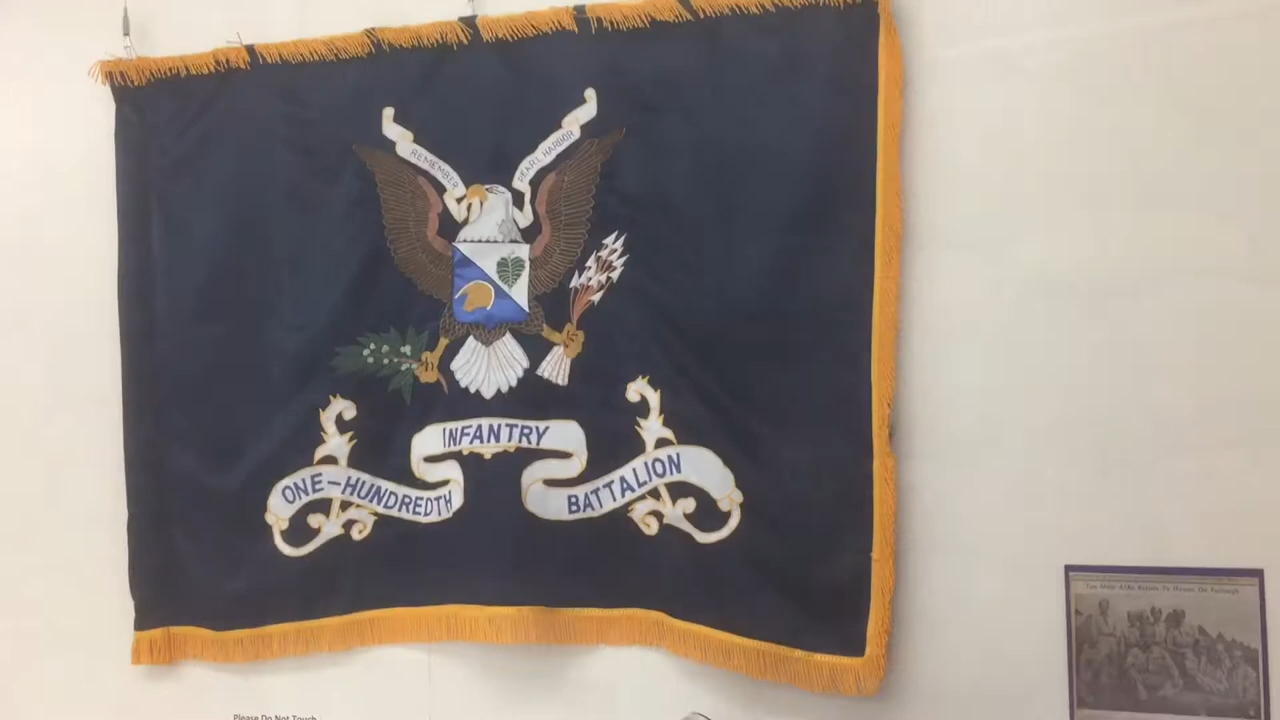 REMEMBER
PEARL HARBOR
INFANTRY
ONE-HUNDREDTH
BATTALION
Please Do Not Touch